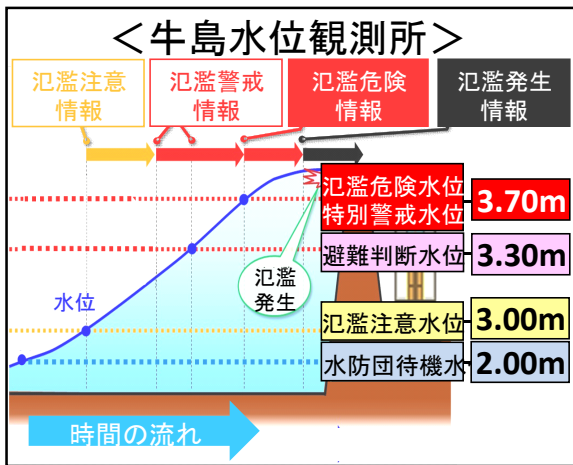 ＜牛島水位観測所＞
氾濫注意
情報
氾濫警戒
情報
氾濫危険
情報
氾濫発生
情報
氾濫危険水位
特別警戒水位
3.70m
避難判断水位
3.30m
氾濫
発生
水位
氾濫注意水位
3.00m
水防団待機水
2.00m
時間の流れ